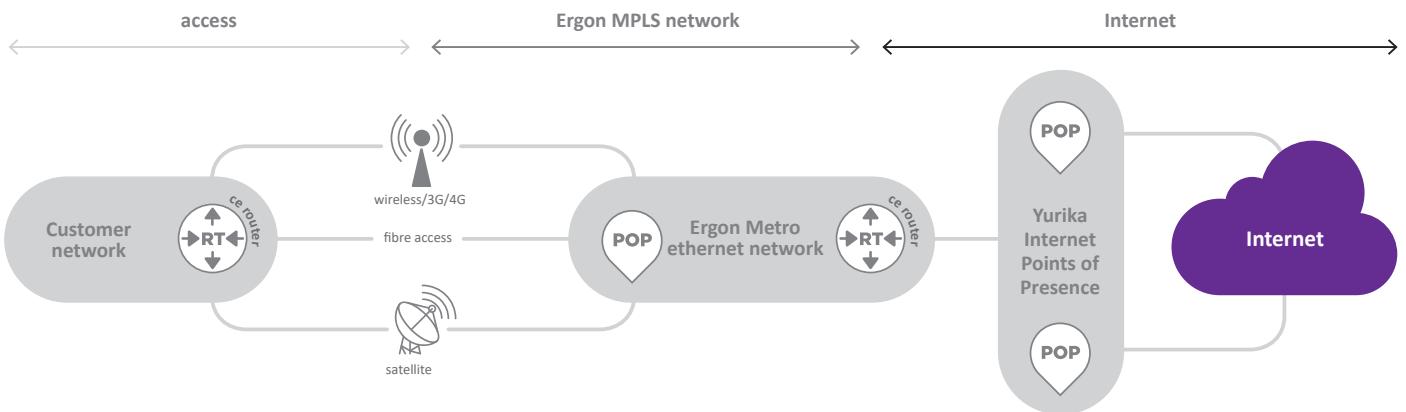 access
Ergon MPLS network
Internet
wireless/3G/4G
Customer
network
RT
ce router
fibre access
satellite
POP
Ergon Metro
ethernet network
RT
ce router
POP
Yurika
Internet
Points of
Presence
POP
Internet